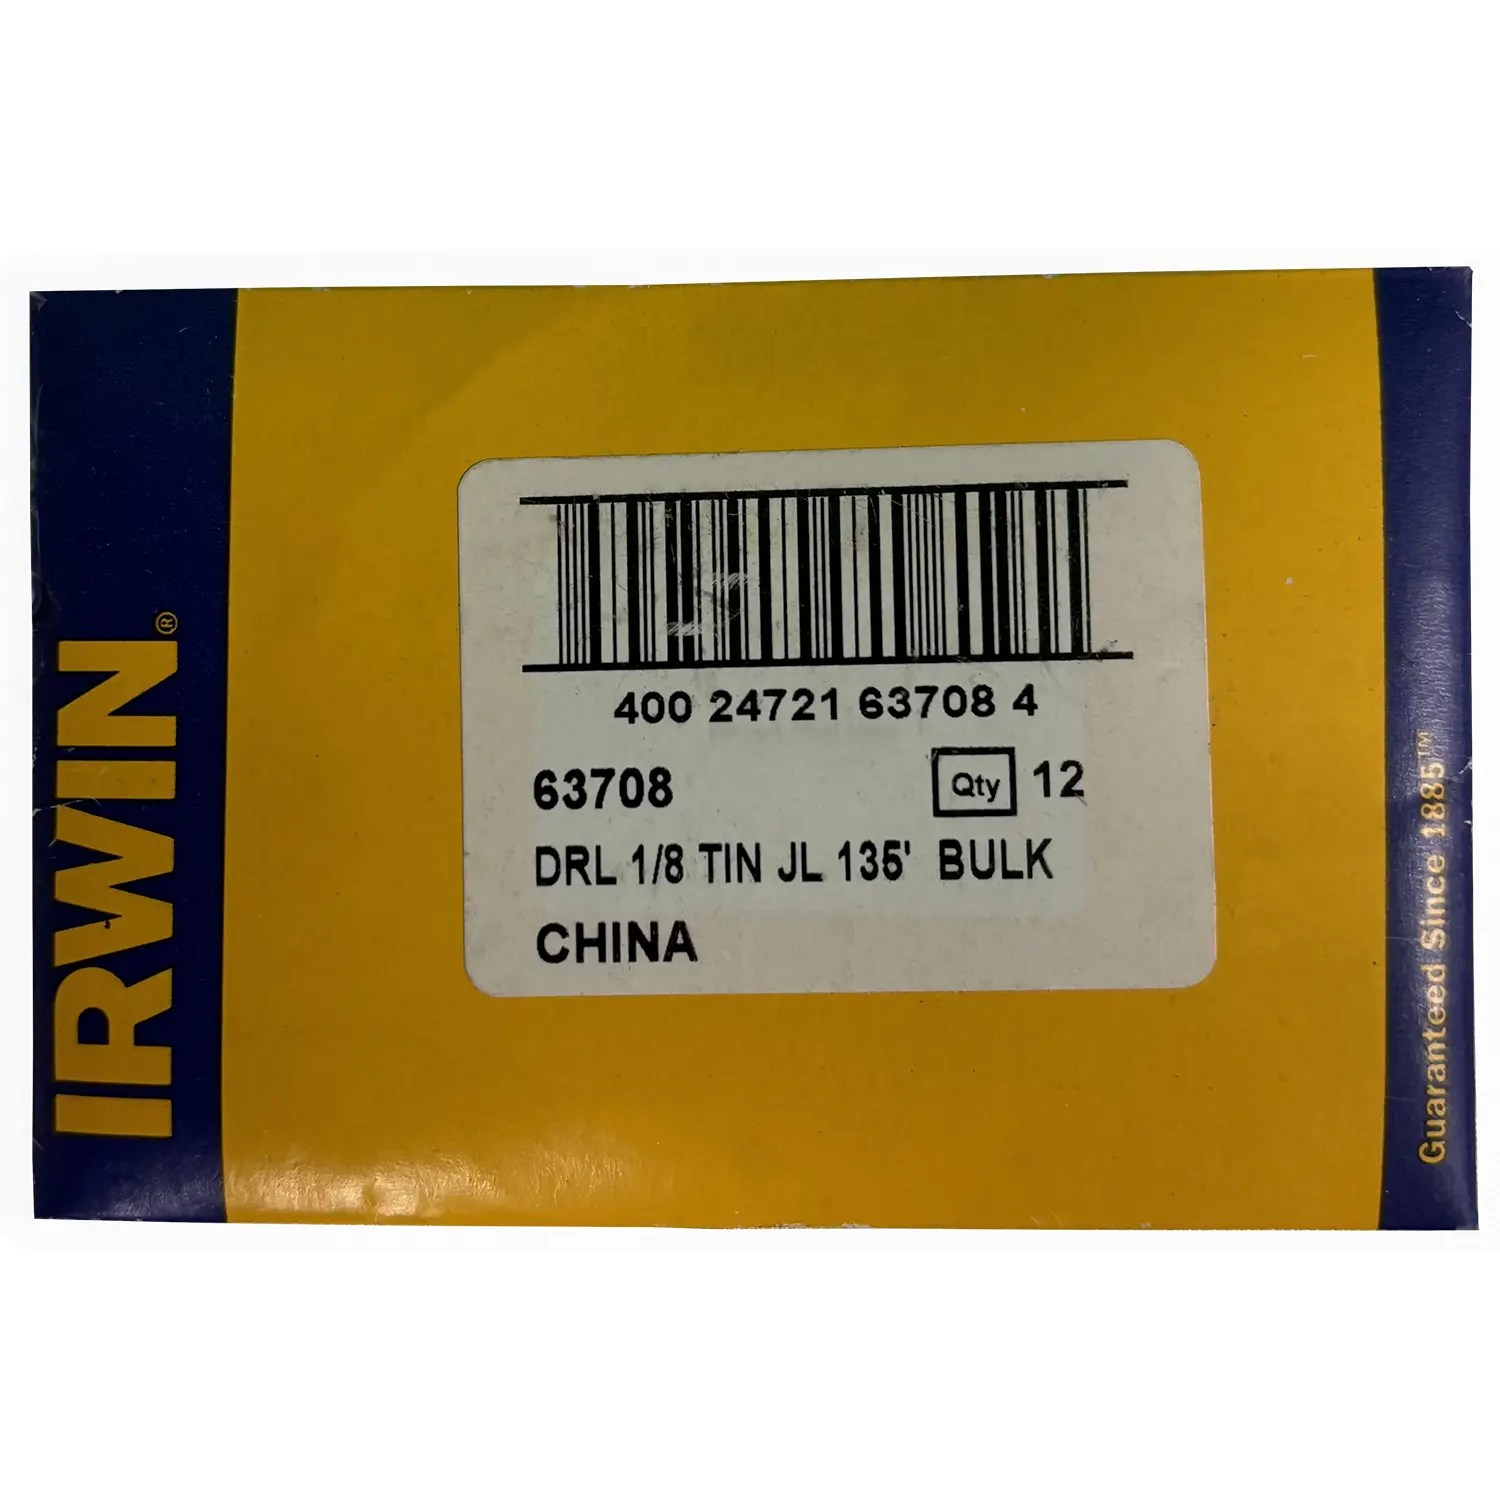 IRWIN®
400 24721 63708 4
63708 Qty 12
DRL 1/8 TIN JL 135' BULK
CHINA
Guaranteed Since 1885™